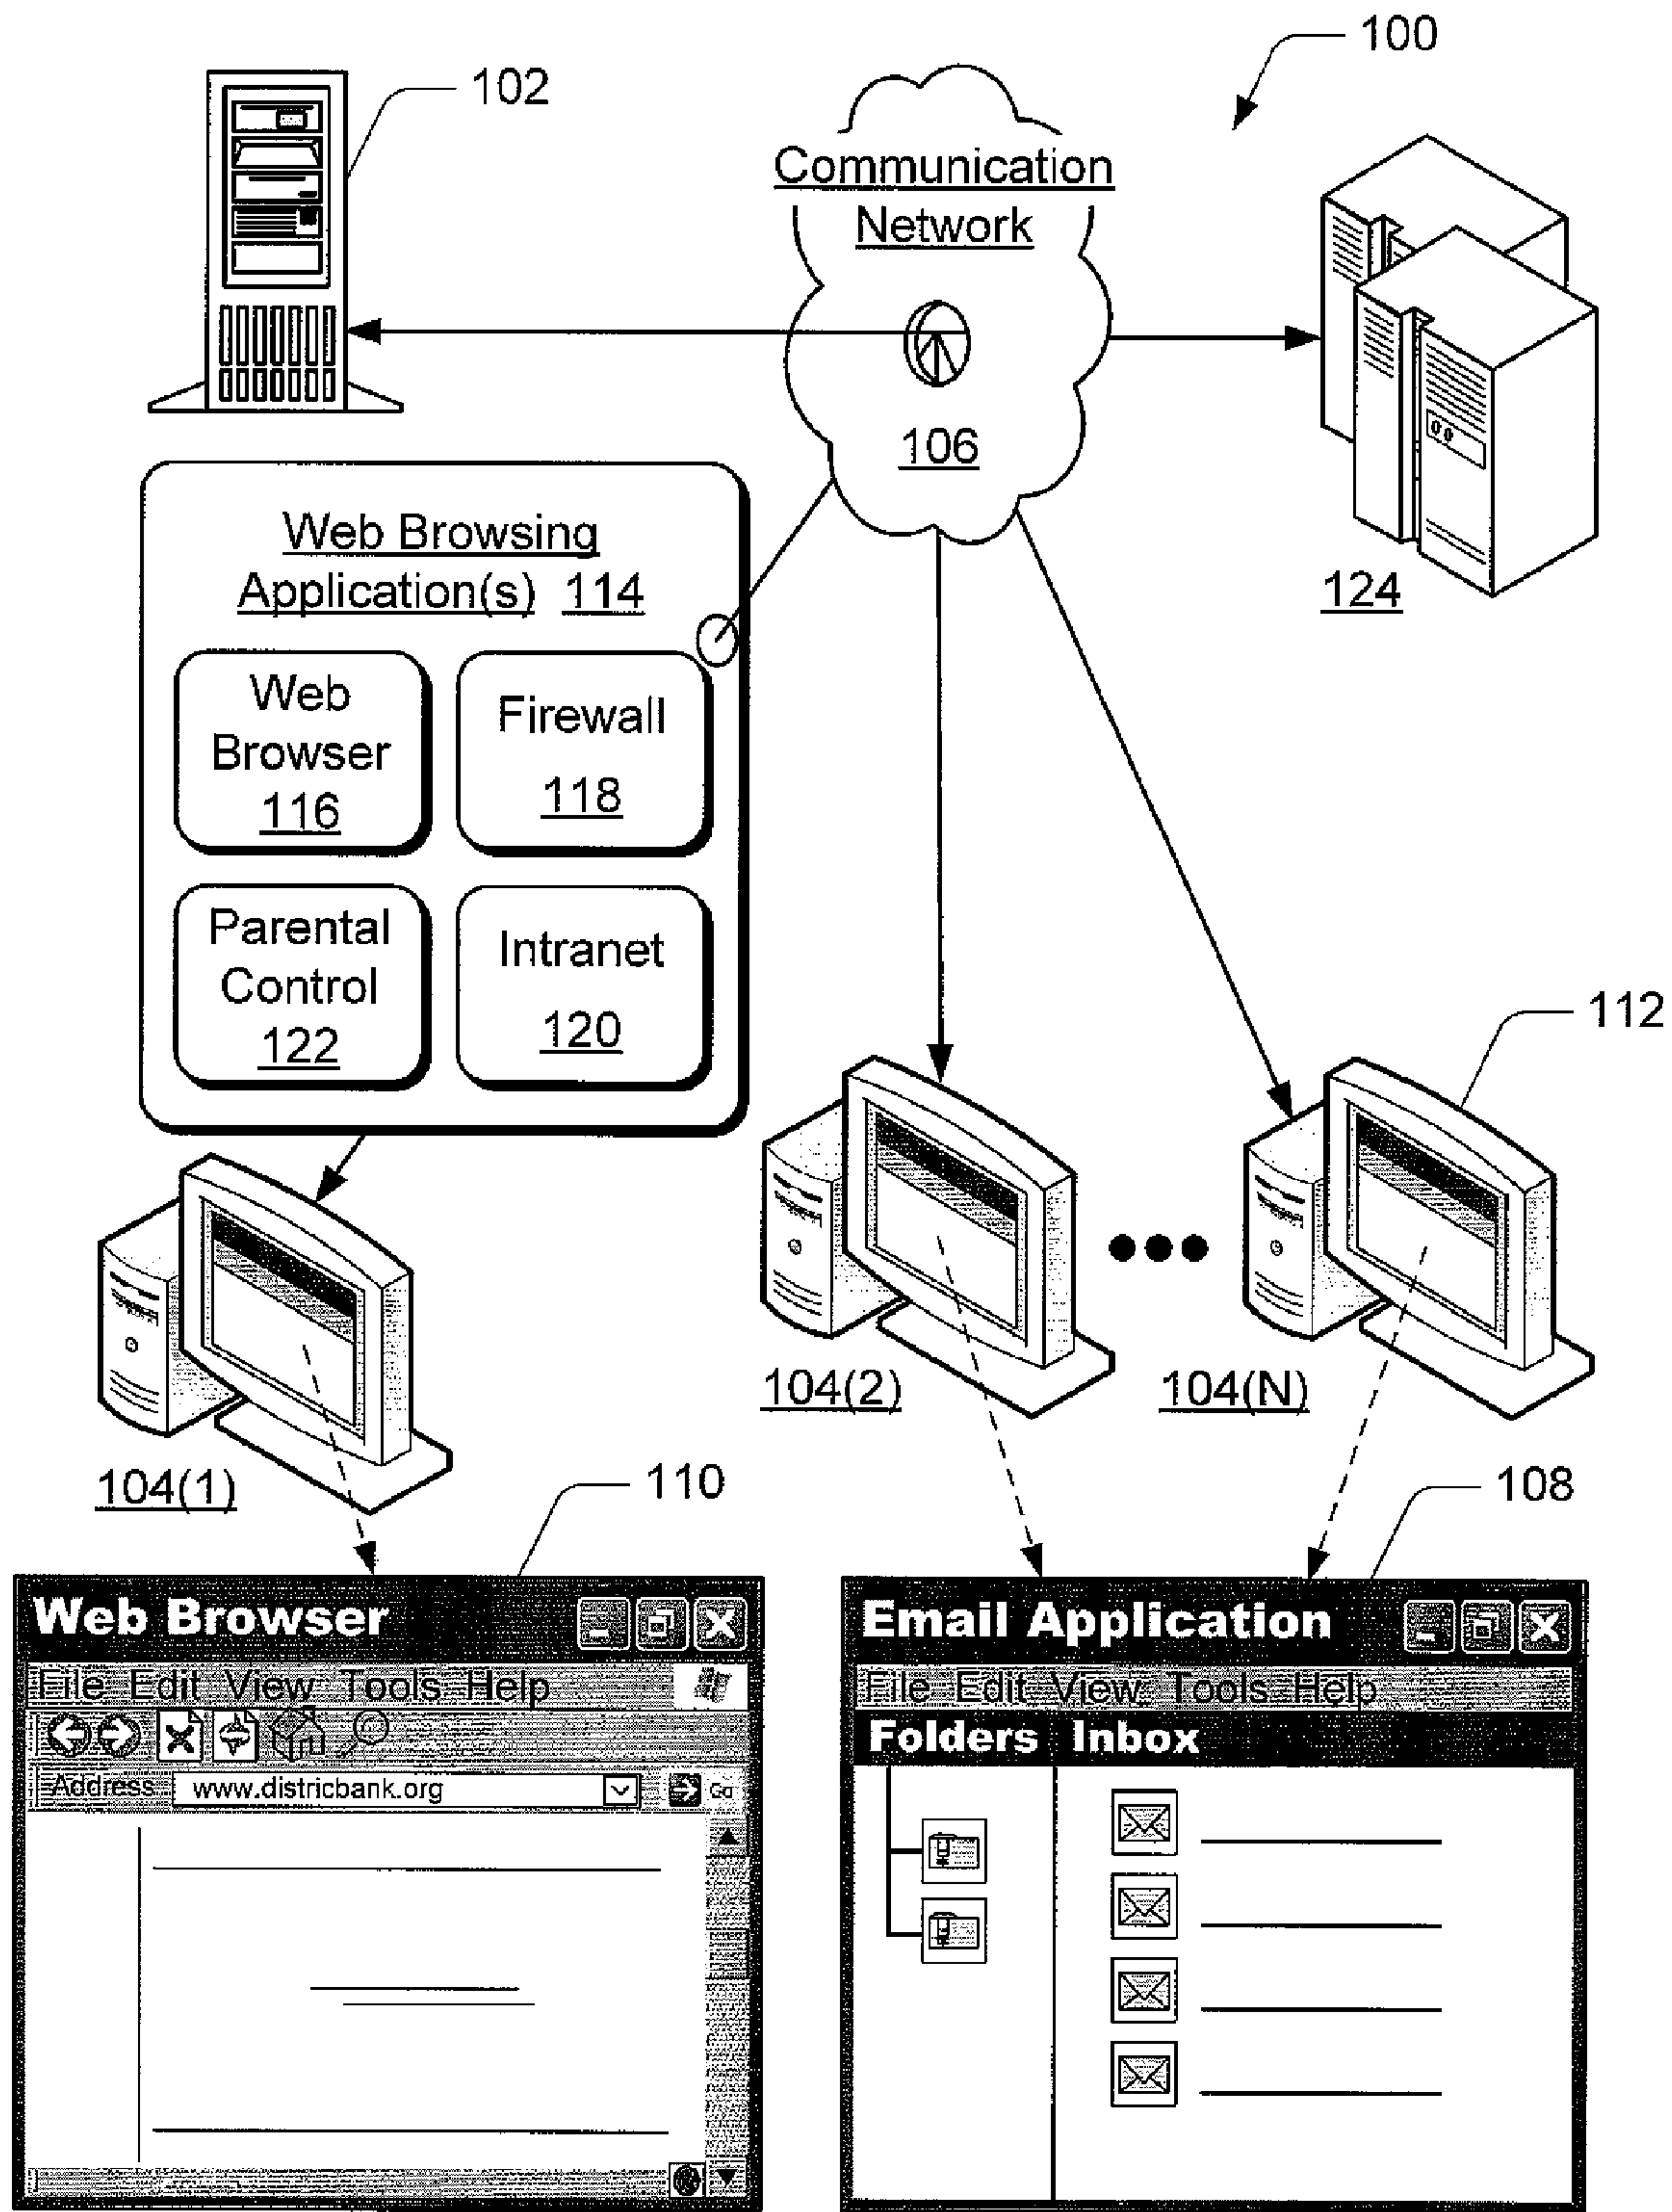 100
102
Communication
Network
106
124
Web Browsing
Application(s) 114
Web
Browser
116
Firewall
118
Parental
Control
122
Intranet
120
112
104(1)
104(2)
104(N)
110
108
Web Browser
File Edit View Tools Help
Address www.districbank.org Go
Email Application
File Edit View Tools Help
Folders Inbox